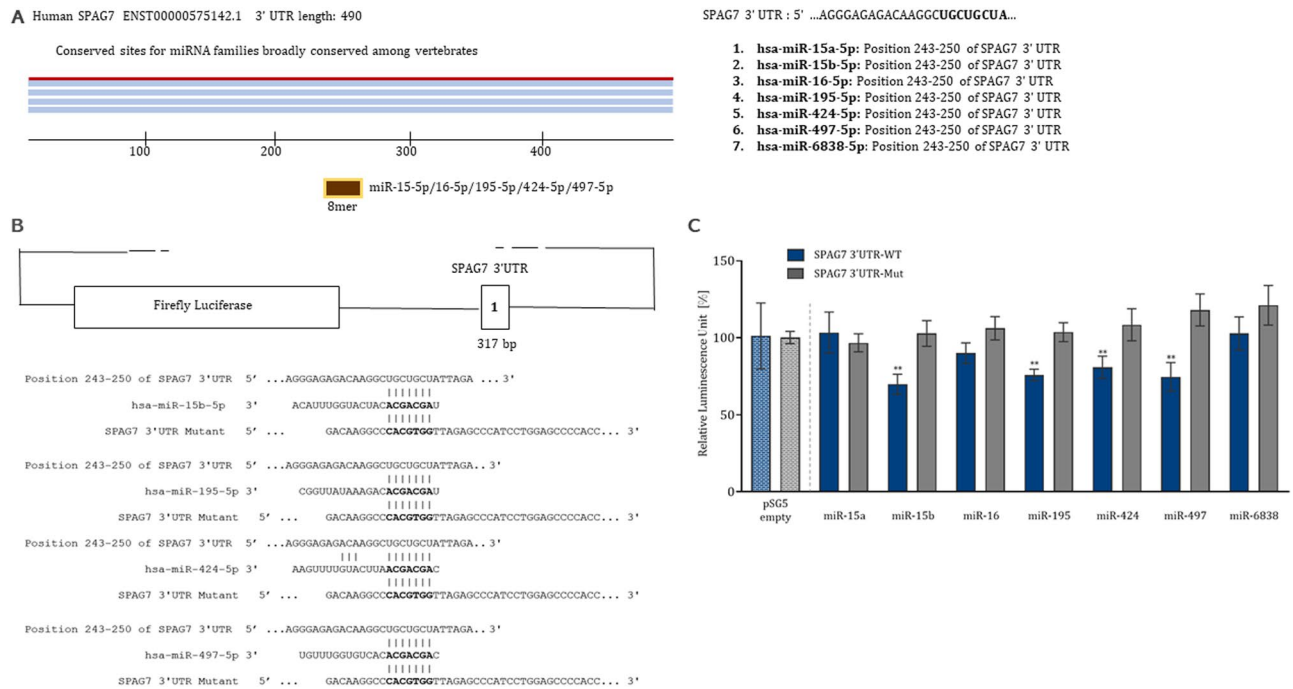 A Human SPAG7 ENST00000575142.1 3' UTR length: 490
Conserved sites for miRNA families broadly conserved among vertebrates
100 200 300 400
miR-15-5p/16-5p/195-5p/424-5p/497-5p
8mer
SPAG7 3' UTR : 5' ...AGGGAGAGACAAGGCUGCUGCUA...
1. hsa-miR-15a-5p: Position 243-250 of SPAG7 3' UTR
2. hsa-miR-15b-5p: Position 243-250 of SPAG7 3' UTR
3. hsa-miR-16-5p: Position 243-250 of SPAG7 3' UTR
4. hsa-miR-195-5p: Position 243-250 of SPAG7 3' UTR
5. hsa-miR-424-5p: Position 243-250 of SPAG7 3' UTR
6. hsa-miR-497-5p: Position 243-250 of SPAG7 3' UTR
7. hsa-miR-6838-5p: Position 243-250 of SPAG7 3' UTR
B
SPAG7 3'UTR
Firefly Luciferase
1
317 bp
Position 243-250 of SPAG7 3'UTR 5' ...AGGGAGAGACAAGGCUGCUGCUAUUAGA ... 3'
hsa-miR-15b-5p 3' ACAUUUGGUACUACACGACGAU
SPAG7 3'UTR Mutant 5' ... GACAAGGCCCACGTGGTTAGAGCCCATCCTGGAGCCCCACC... 3'
Position 243-250 of SPAG7 3'UTR 5' ...AGGGAGAGACAAGGCUGCUGCUAUUAGA..3'
hsa-miR-195-5p 3' CGGUUAUAAAGACACGACGAU
SPAG7 3'UTR Mutant 5' ... GACAAGGCCCACGTGGTTAGAGCCCATCCTGGAGCCCCACC... 3'
Position 243-250 of SPAG7 3'UTR 5' ...AGGGAGAGACAAGGCUGCUGCUAUUAGA..3'
hsa-miR-424-5p 3' AAGUUUUGUACUUAACGACGAC
SPAG7 3'UTR Mutant 5' ... GACAAGGCCCACGTGGTTAGAGCCCATCCTGGAGCCCCACC... 3'
Position 243-250 of SPAG7 3'UTR 5' ...AGGGAGAGACAAGGCUGCUGCUAUUAGA..3'
hsa-miR-497-5p 3' UGUUUGGUGUCACACGACGAC
SPAG7 3'UTR Mutant 5' ... GACAAGGCCCACGTGGTTAGAGCCCATCCTGGAGCCCCACC... 3'
C
SPAG7 3'UTR-WT
SPAG7 3'UTR-Mut
Relative Luminescence Unit [%]
150
100
50
0
** ** ** **
pSG5
empty
miR-15a miR-15b miR-16 miR-195 miR-424 miR-497 miR-6838